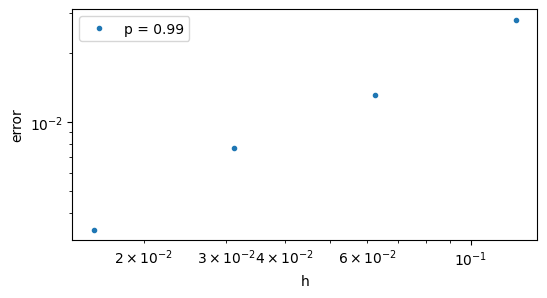 p = 0.99
error
10⁻²
2 × 10⁻²
3 × 10⁻²
4 × 10⁻²
6 × 10⁻²
10⁻¹
h